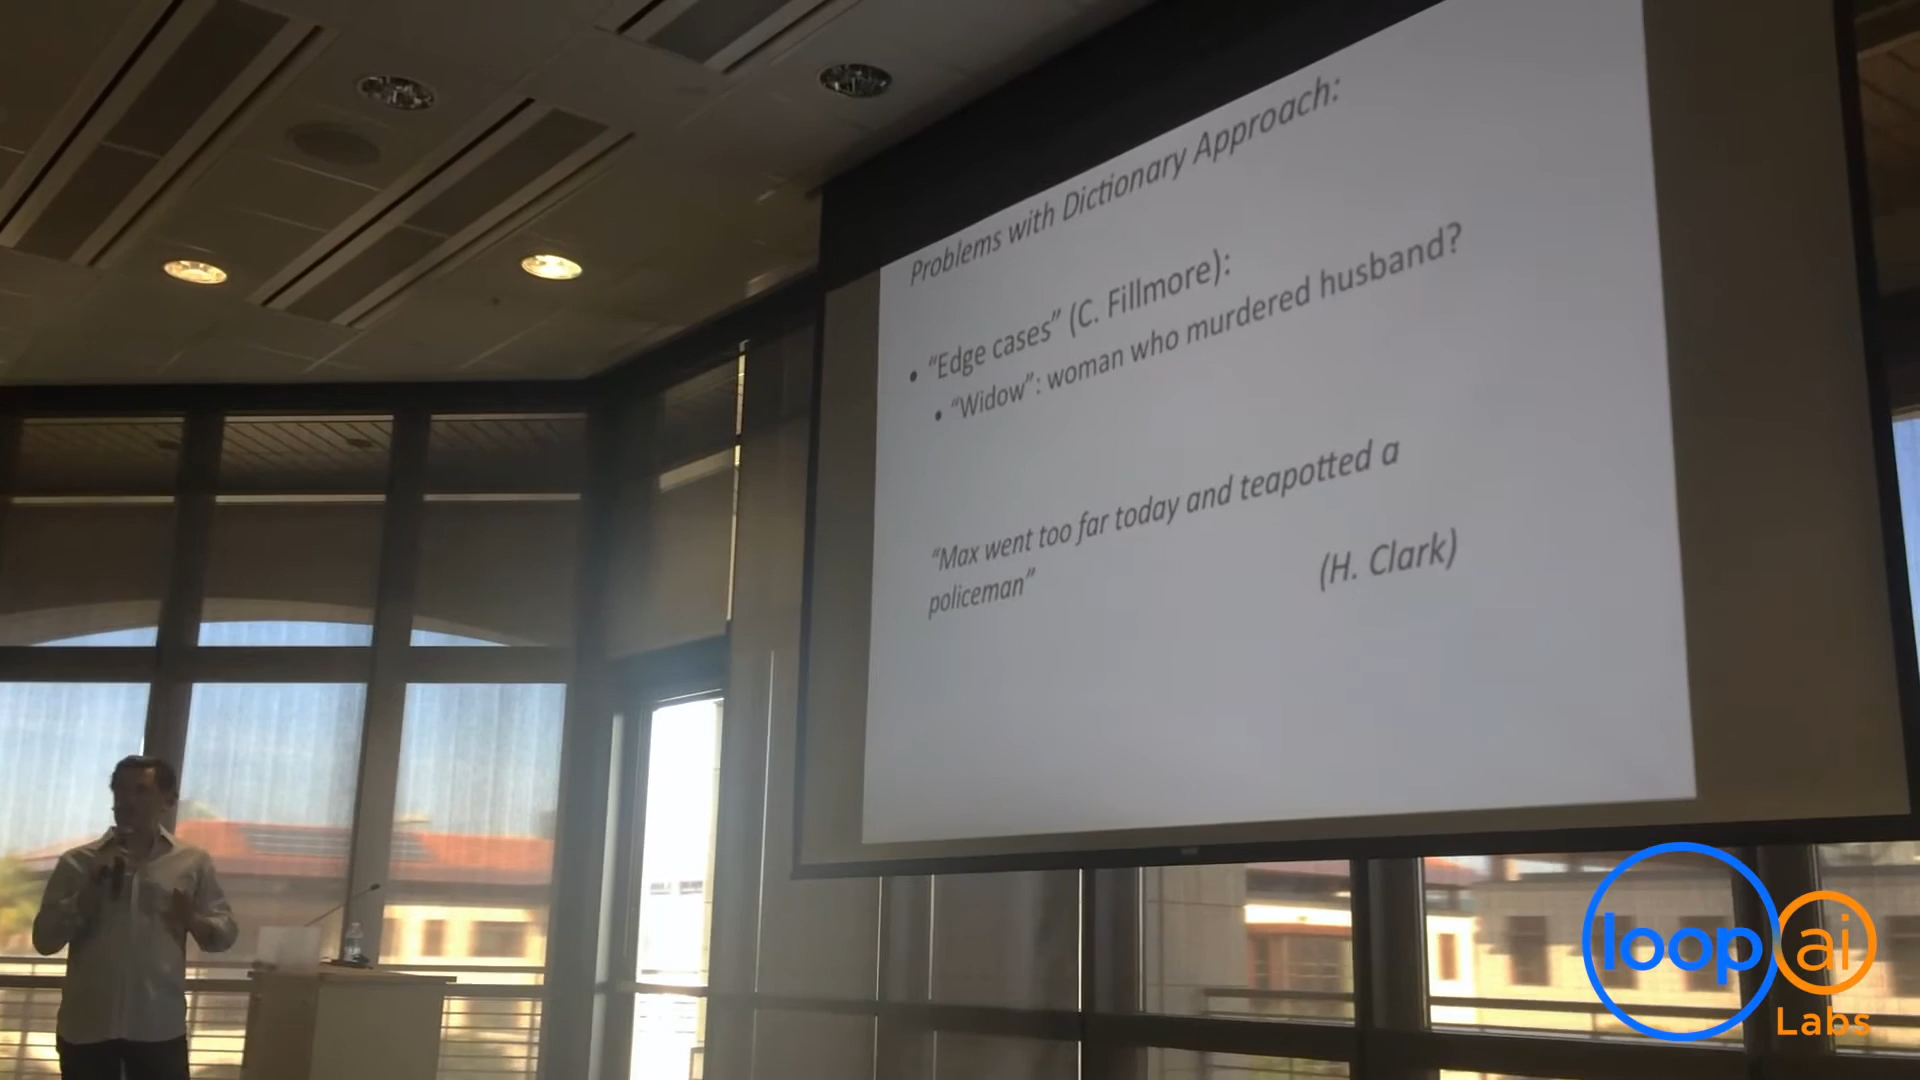 Problems with Dictionary Approach:
• “Edge cases” (C. Fillmore):
• “Widow”: woman who murdered husband?
“Max went too far today and teapotted a
policeman”
(H. Clark)
loop ai
Labs